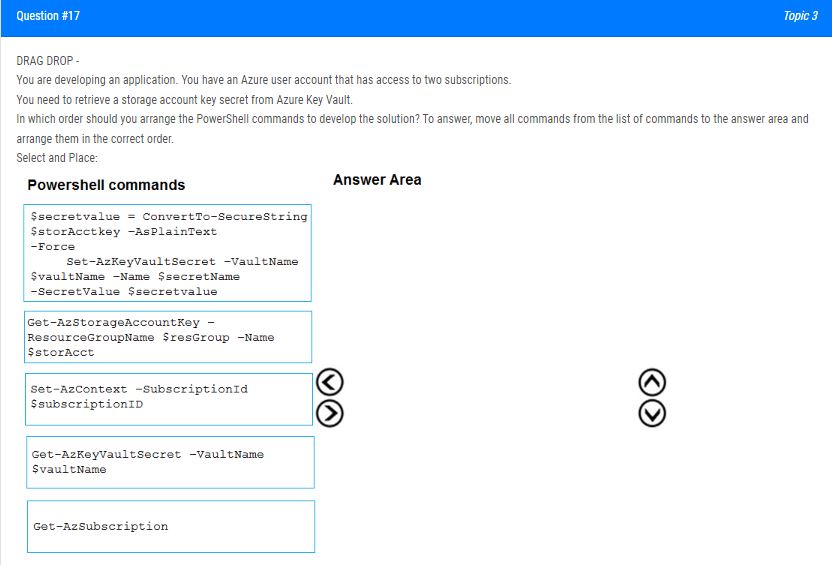 Question #17
Topic 3
DRAG DROP -
You are developing an application. You have an Azure user account that has access to two subscriptions.
You need to retrieve a storage account key secret from Azure Key Vault.
In which order should you arrange the PowerShell commands to develop the solution? To answer, move all commands from the list of commands to the answer area and
arrange them in the correct order.
Select and Place:
Powershell commands
Answer Area
$secretvalue = ConvertTo-SecureString
$storAcctkey -AsPlainText
-Force
Set-AzKeyVaultSecret -VaultName
$vaultName -Name $secretName
-SecretValue $secretvalue
Get-AzStorageAccountKey -
ResourceGroupName $resGroup -Name
$storAcct
Set-AzContext -SubscriptionId
$subscriptionID
Get-AzKeyVaultSecret -VaultName
$vaultName
Get-AzSubscription